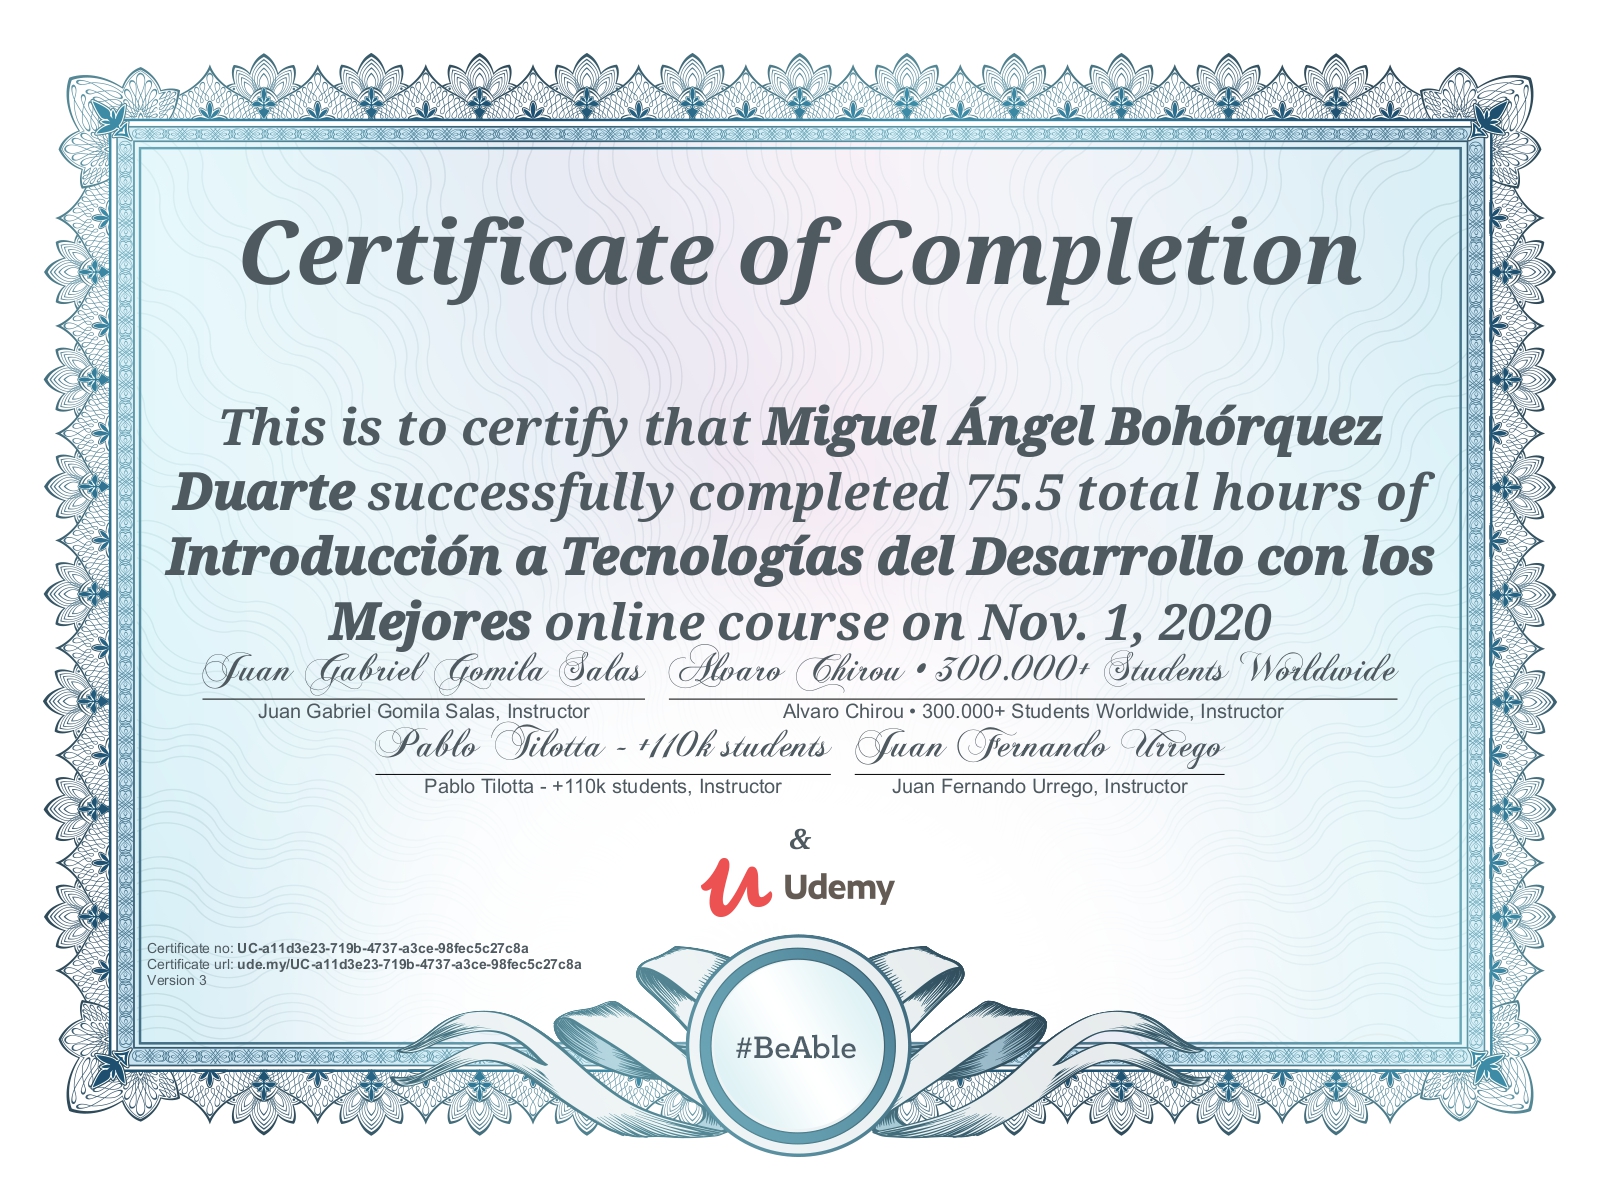 Certificate of Completion
This is to certify that Miguel Ángel Bohórquez
Duarte successfully completed 75.5 total hours of
Introducción a Tecnologías del Desarrollo con los
Mejores online course on Nov. 1, 2020
Juan Gabriel Gomila Salas Alvaro Chirou • 300.000+ Students Worldwide
Juan Gabriel Gomila Salas, Instructor Alvaro Chirou • 300.000+ Students Worldwide, Instructor
Pablo Tilotta - +110k students Juan Fernando Urrego
Pablo Tilotta - +110k students, Instructor Juan Fernando Urrego, Instructor
&
Udemy
Certificate no: UC-a11d3e23-719b-4737-a3ce-98fec5c27c8a
Certificate url: ude.my/UC-a11d3e23-719b-4737-a3ce-98fec5c27c8a
Version 3
#BeAble